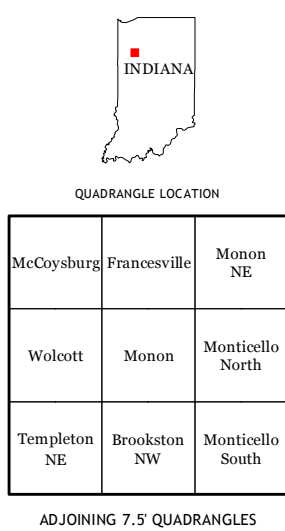 INDIANA
QUADRANGLE LOCATION
McCoysburg
Francesville
Monon
NE
Wolcott
Monon
Monticello
North
Templeton
NE
Brookston
NW
Monticello
South
ADJOINING 7.5' QUADRANGLES